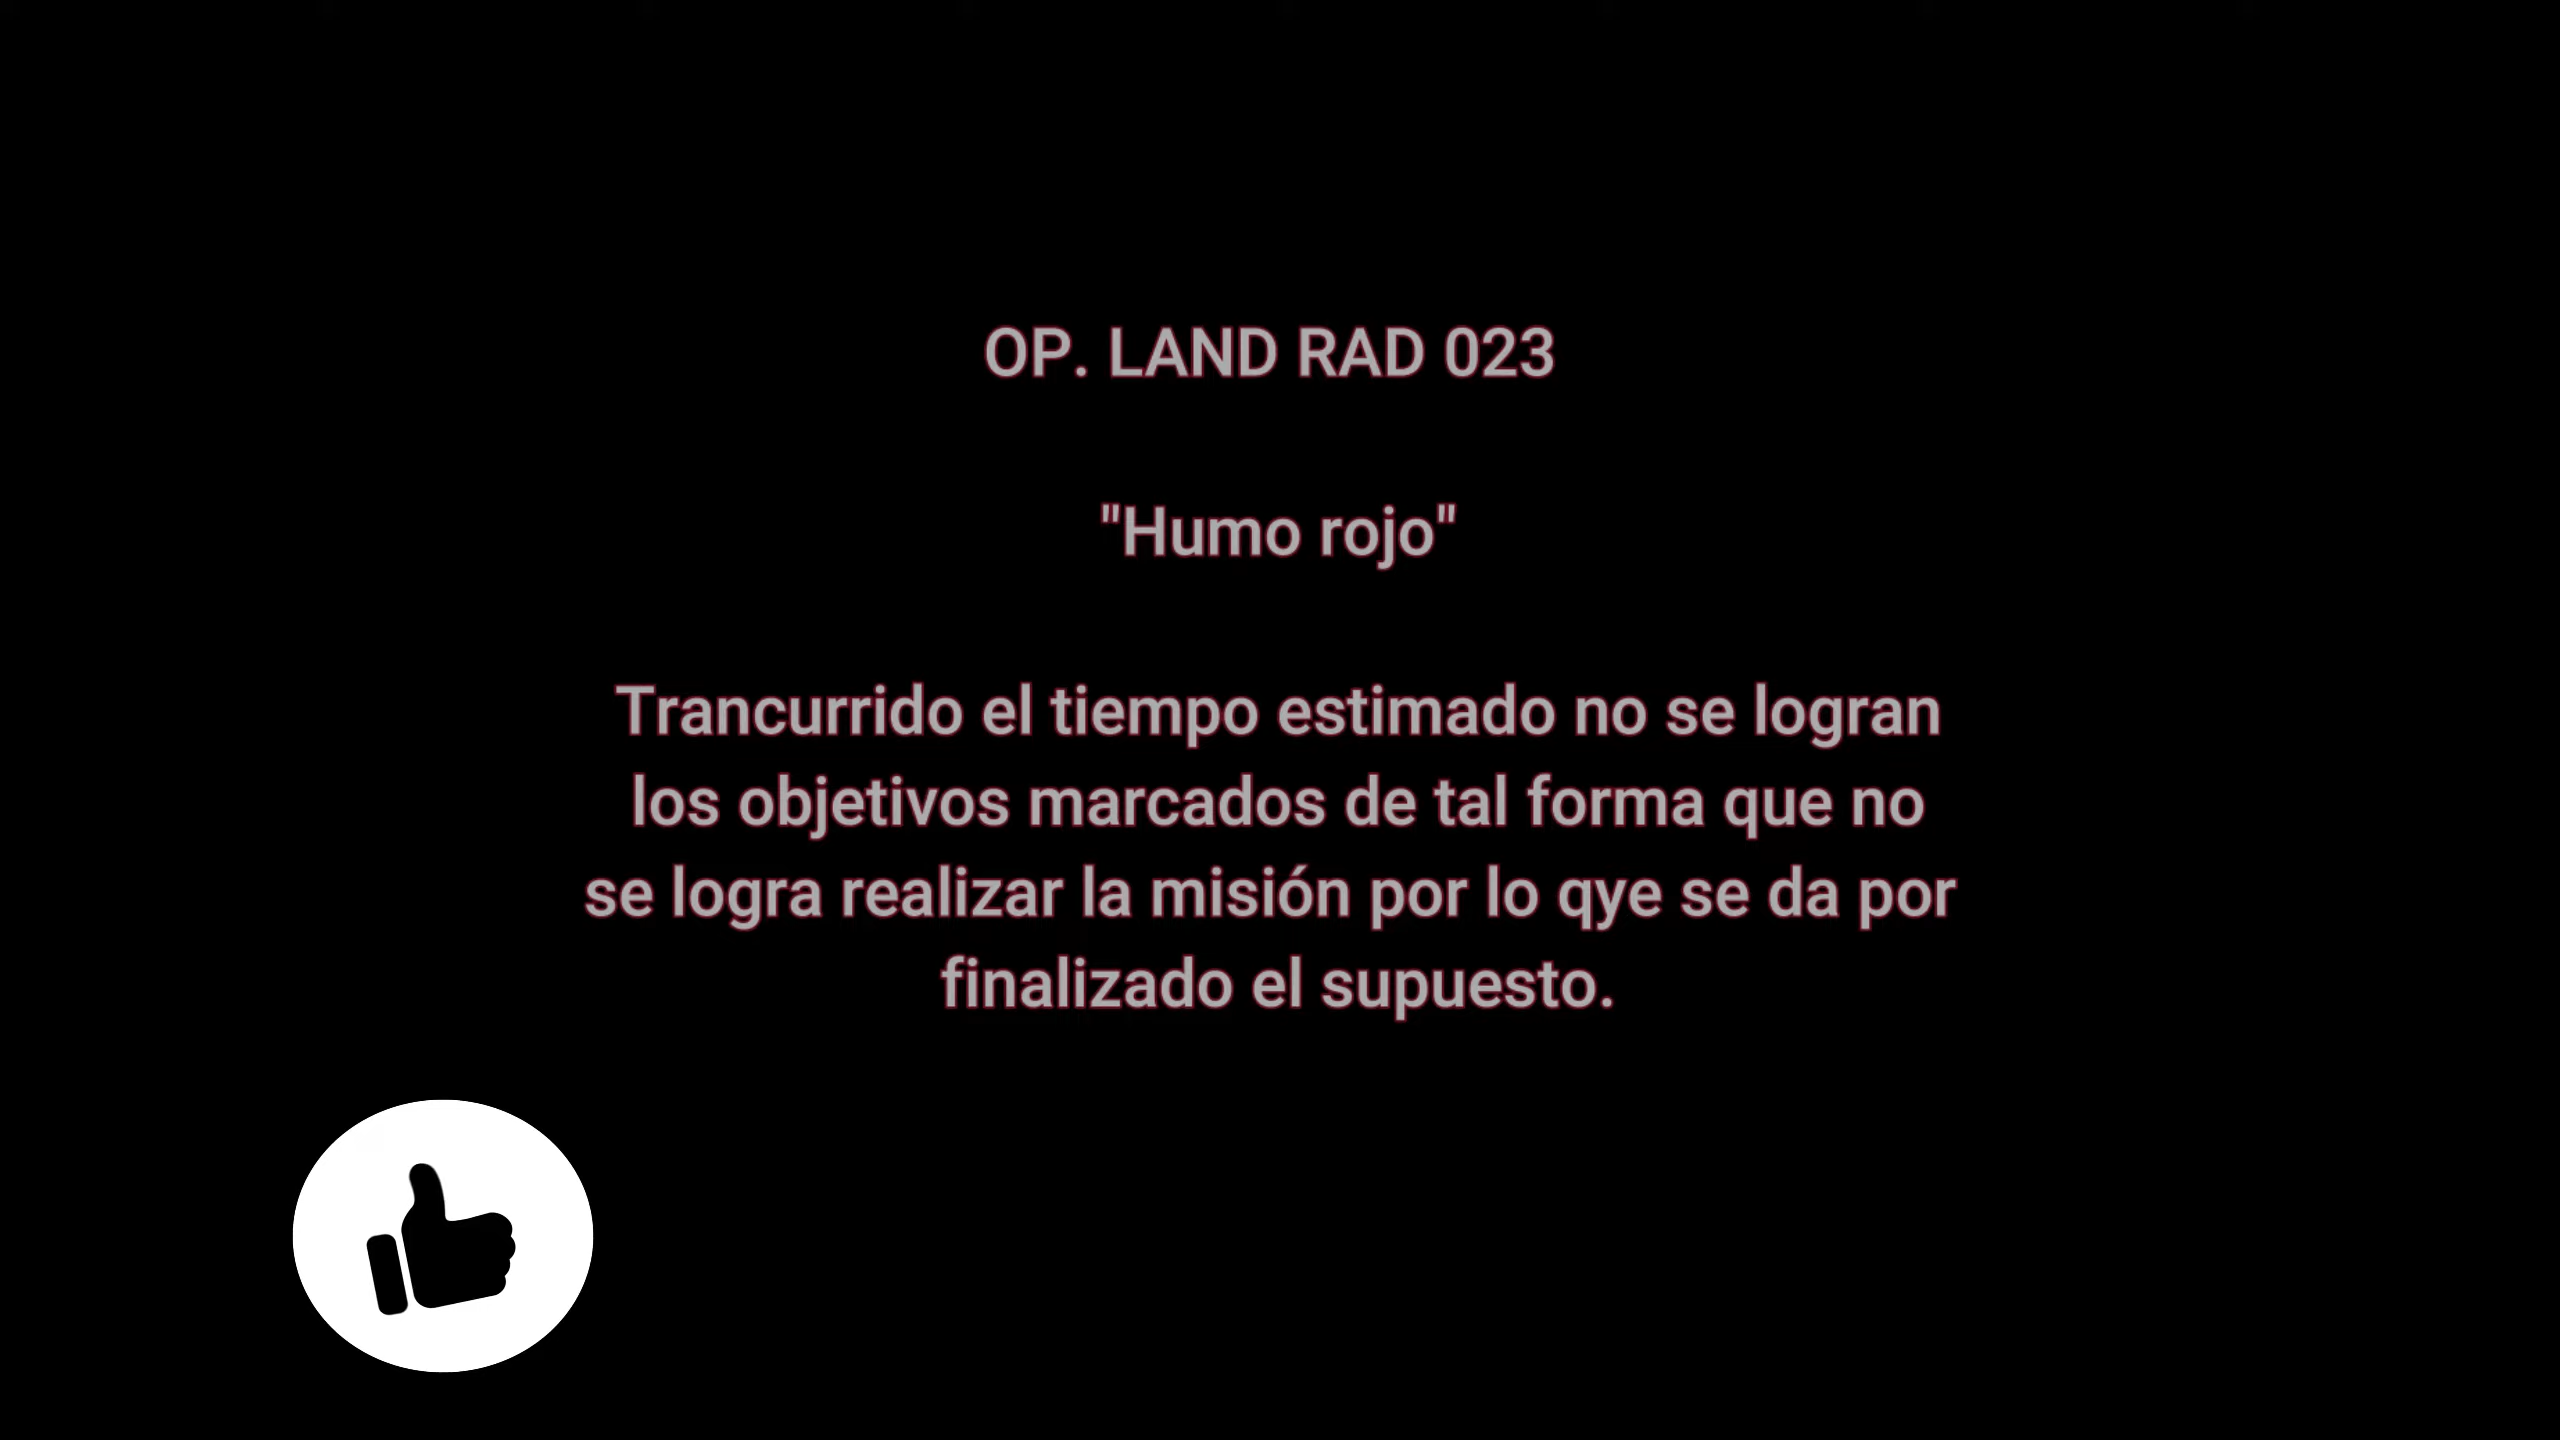 OP. LAND RAD 023
"Humo rojo"
Trancurrido el tiempo estimado no se logran
los objetivos marcados de tal forma que no
se logra realizar la misión por lo qye se da por
finalizado el supuesto.